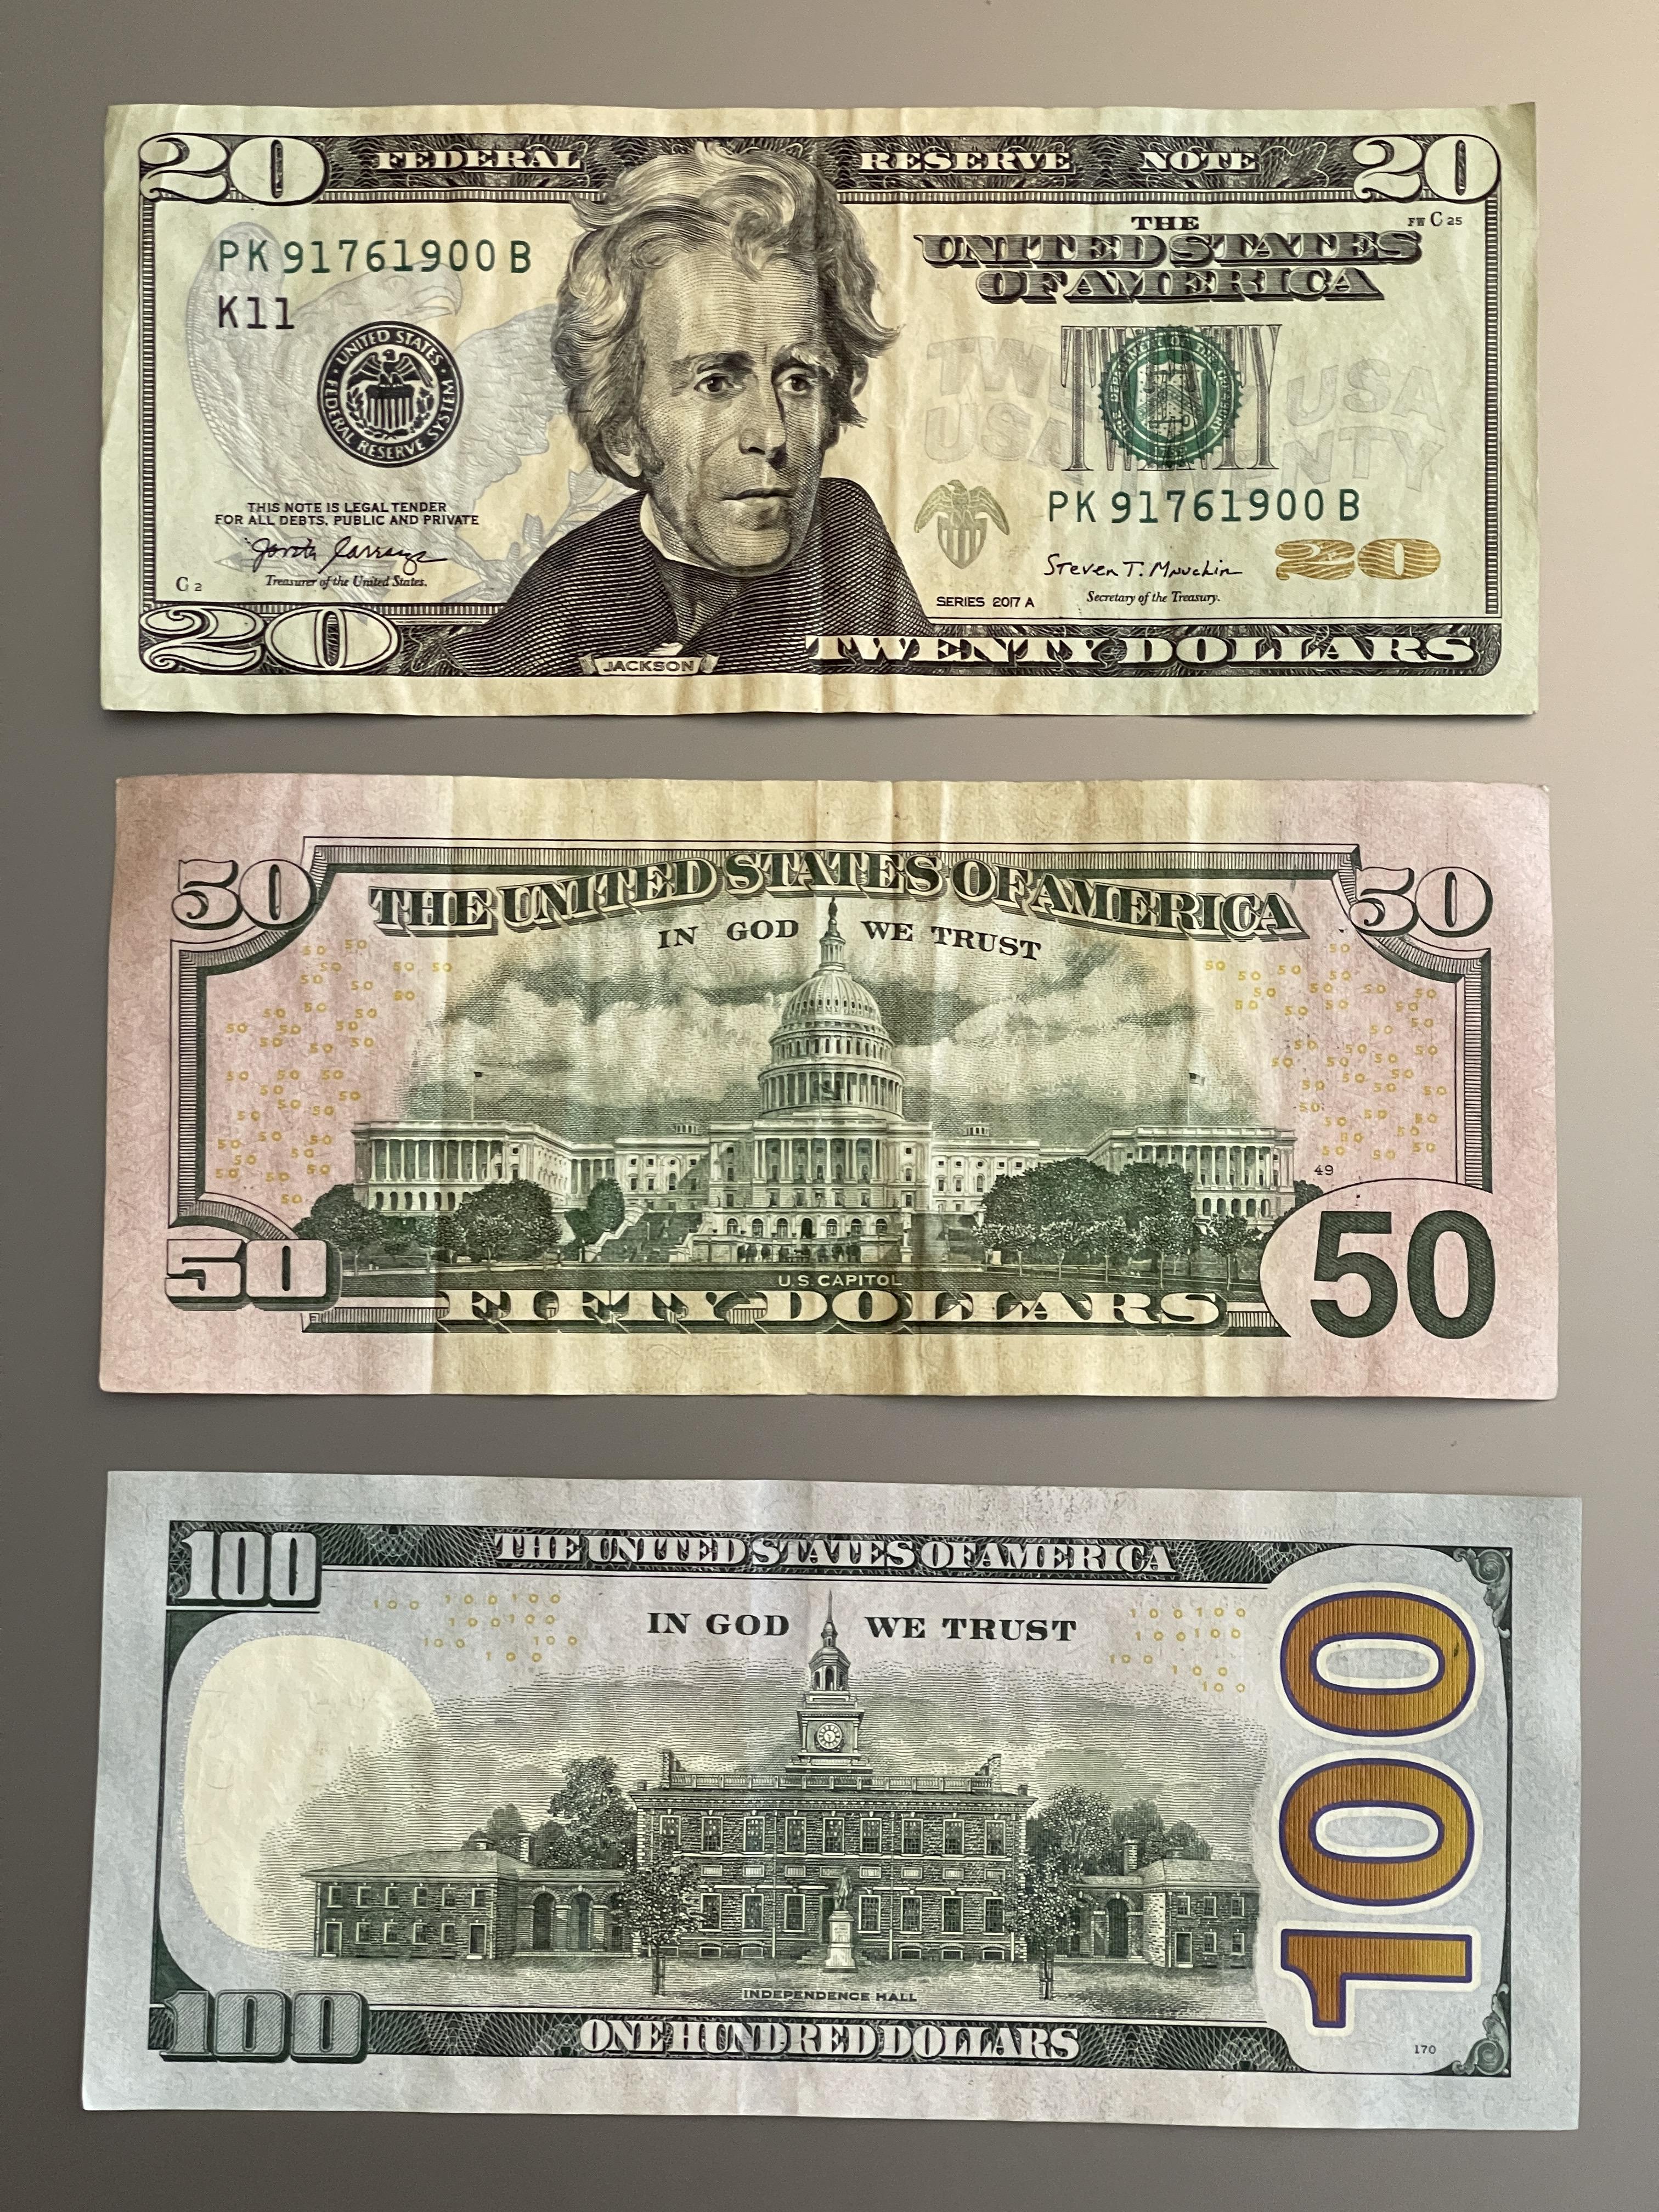 20 FEDERAL RESERVE NOTE 20
FW C 25
THE
UNITED STATES
OF AMERICA
PK 91761900 B
K11
UNITED STATES FEDERAL RESERVE SYSTEM
TWENTY
USA
USA
NTY
THIS NOTE IS LEGAL TENDER
FOR ALL DEBTS, PUBLIC AND PRIVATE
PK 91761900 B
Treasurer of the United States.
G 2
Steven T. Mnuchin
20
Secretary of the Treasury.
SERIES 2017 A
20 JACKSON TWENTY DOLLARS
50 THE UNITED STATES OF AMERICA 50
IN GOD WE TRUST
49
50 U.S. CAPITOL 50
FIFTY DOLLARS
100 THE UNITED STATES OF AMERICA
IN GOD WE TRUST
100
INDEPENDENCE HALL
100 ONE HUNDRED DOLLARS
170